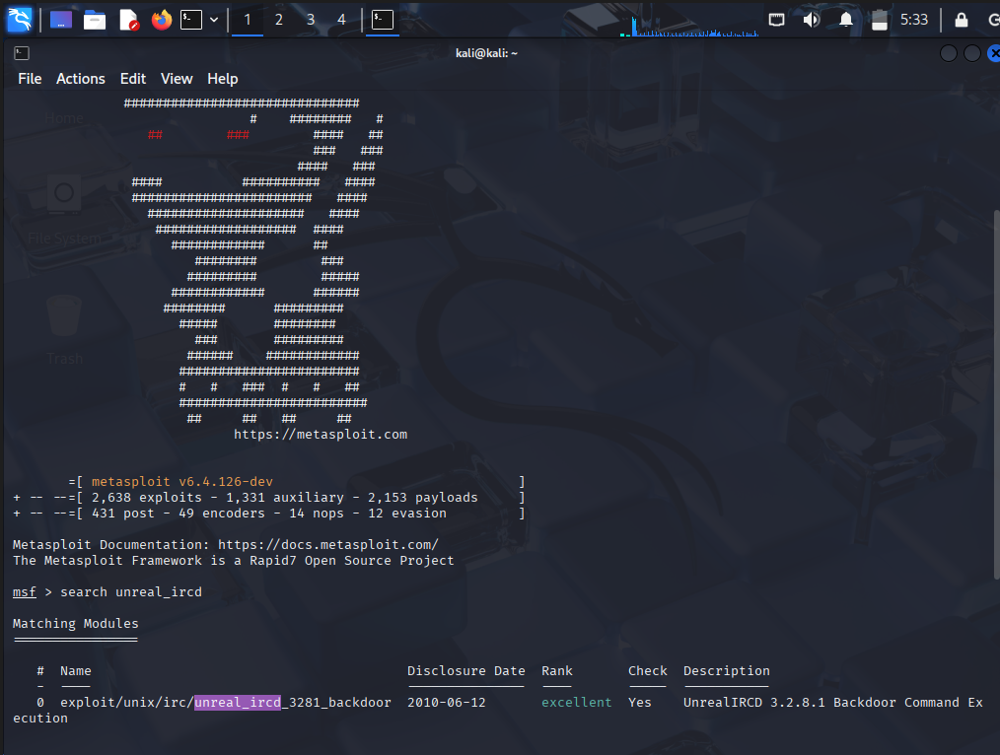 1 2 3 4 5:33
kali@kali: ~
File Actions Edit View Help
Home
File System
Trash
###############################
# ######## #
## ### #### ##
### ###
#### ###
#### ########## ####
####################### ####
#################### ####
################## ####
############ ##
######## ###
######### #####
############ ######
######## #########
##### ########
### #########
###### ############
#######################
# # ### # # ##
########################
## ## ## ##
https://metasploit.com
=[ metasploit v6.4.126-dev ]
+ -- --=[ 2,638 exploits - 1,331 auxiliary - 2,153 payloads ]
+ -- --=[ 431 post - 49 encoders - 14 nops - 12 evasion ]
Metasploit Documentation: https://docs.metasploit.com/
The Metasploit Framework is a Rapid7 Open Source Project
msf > search unreal_ircd
Matching Modules
================
# Name Disclosure Date Rank Check Description
- ---- --------------- ---- ----- -----------
0 exploit/unix/irc/unreal_ircd_3281_backdoor 2010-06-12 excellent Yes UnrealIRCD 3.2.8.1 Backdoor Command Ex
ecution